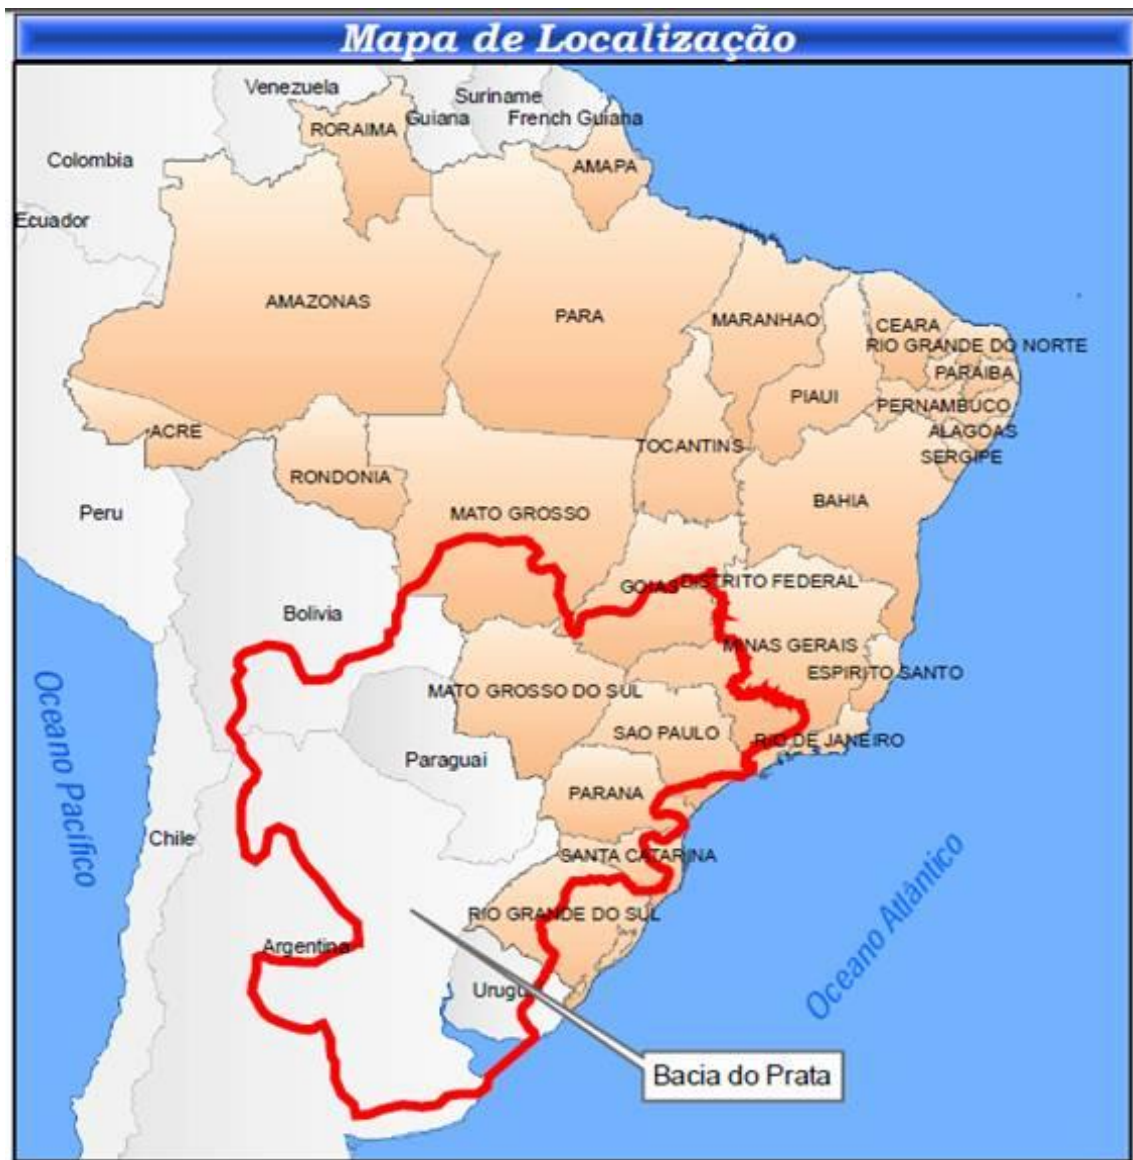 Mapa de Localização
Venezuela
Suriname
Guiana
French Guiana
RORAIMA
Colombia
AMAPA
Ecuador
AMAZONAS
PARA
MARANHAO
CEARA
RIO GRANDE DO NORTE
PARAIBA
PIAUI
PERNAMBUCO
ACRE
ALAGOAS
TOCANTINS
SERGIPE
RONDONIA
BAHIA
Peru
MATO GROSSO
GOIAS
DISTRITO FEDERAL
Bolivia
MINAS GERAIS
ESPIRITO SANTO
MATO GROSSO DO SUL
Oceano Pacífico
SAO PAULO
RIO DE JANEIRO
Paraguai
PARANA
Chile
SANTA CATARINA
RIO GRANDE DO SUL
Oceano Atlântico
Argentina
Urugu
Bacia do Prata